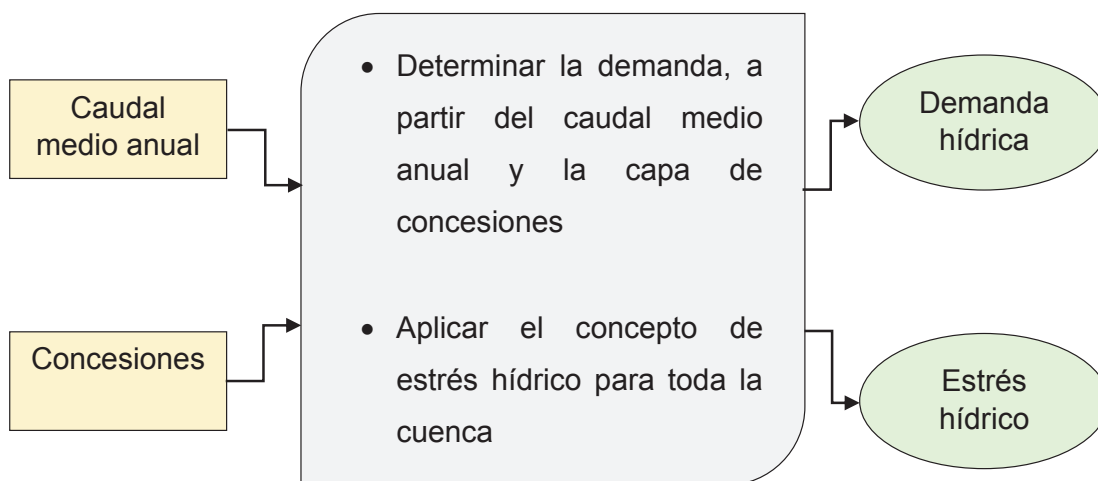 Caudal
medio anual
Concesiones
• Determinar la demanda, a
partir del caudal medio
anual y la capa de
concesiones
• Aplicar el concepto de
estrés hídrico para toda la
cuenca
Demanda
hídrica
Estrés
hídrico